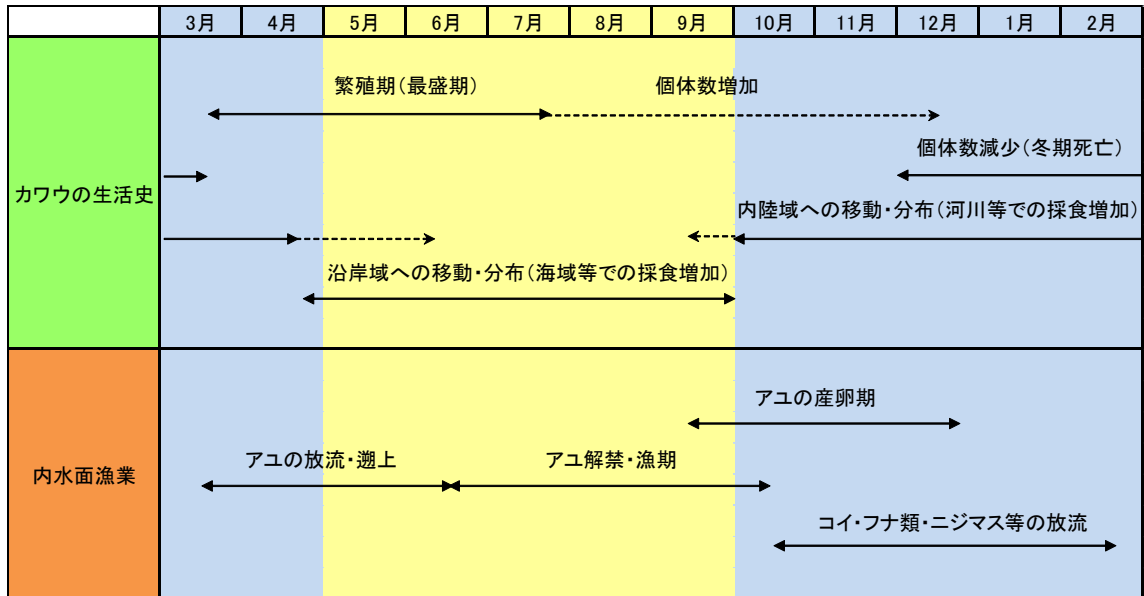 3月 4月 5月 6月 7月 8月 9月 10月 11月 12月 1月 2月
カワウの生活史
繁殖期(最盛期) 個体数増加
個体数減少(冬期死亡)
内陸域への移動・分布(河川等での採食増加)
沿岸域への移動・分布(海域等での採食増加)
内水面漁業
アユの産卵期
アユの放流・遡上 アユ解禁・漁期
コイ・フナ類・ニジマス等の放流